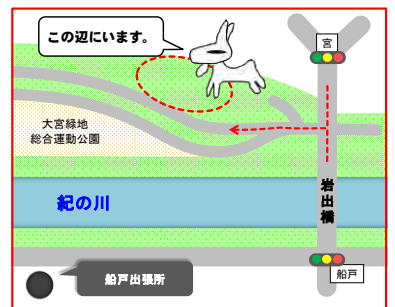 この辺にいます。
宮
大宮緑地
総合運動公園
岩出橋
紀の川
船戸出張所
船戸